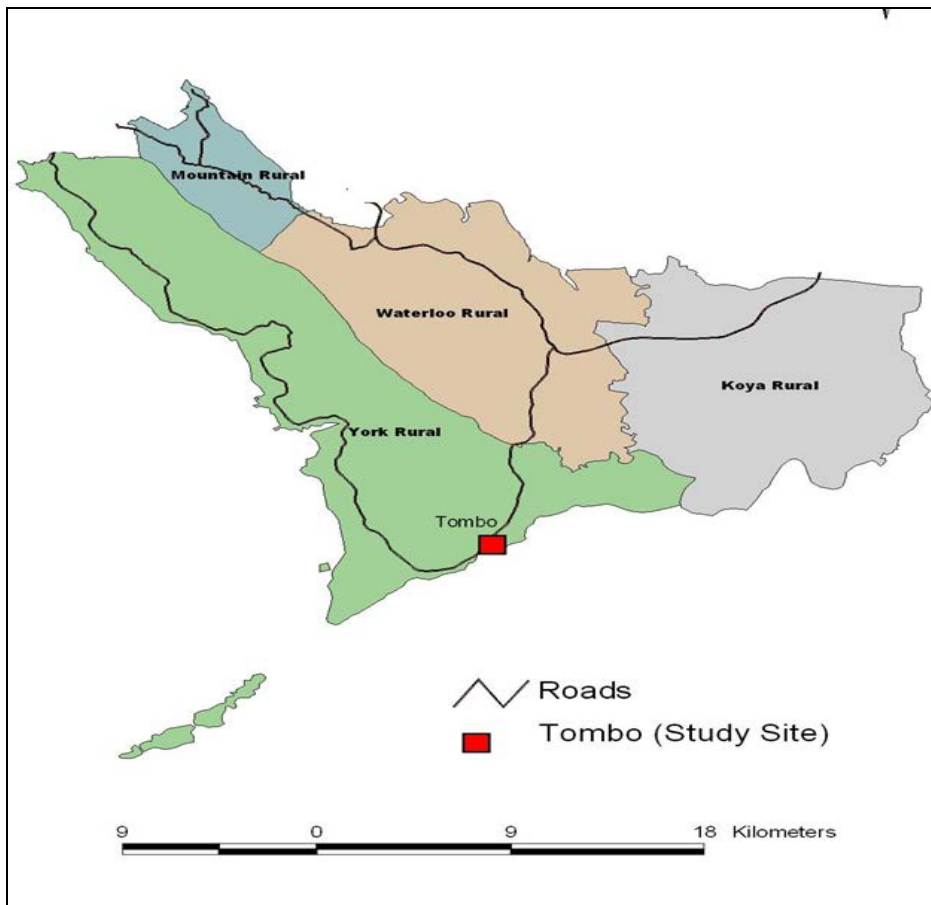 Mountain Rural
Waterloo Rural
Koya Rural
York Rural
Tombo
Roads
Tombo (Study Site)
9 0 9 18 Kilometers